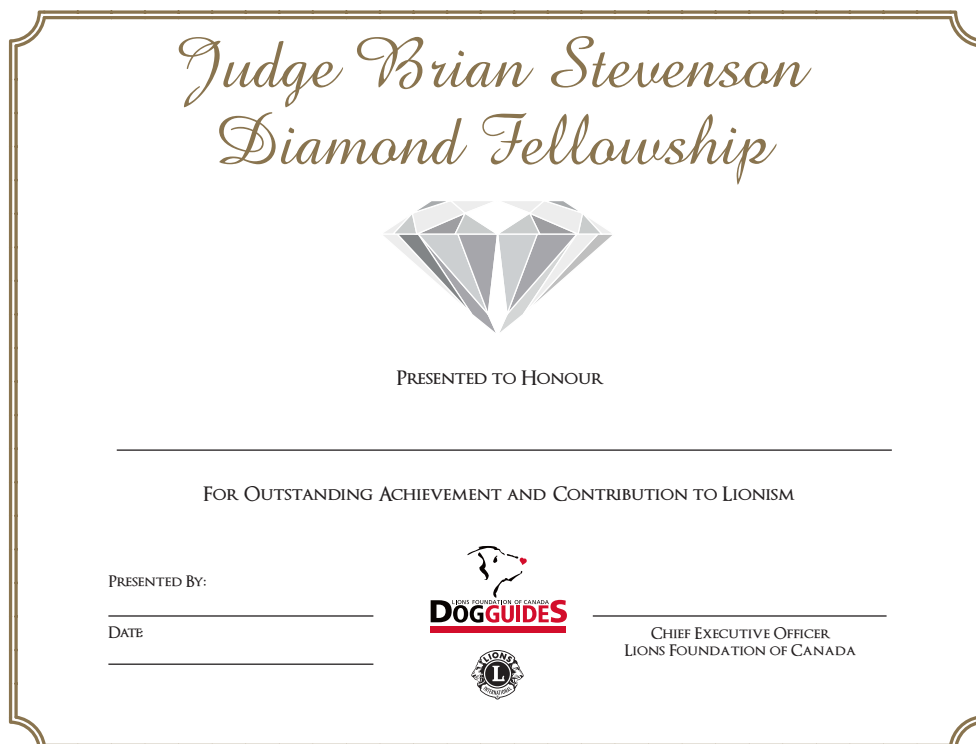 Judge Brian Stevenson
Diamond Fellowship
PRESENTED TO HONOUR
FOR OUTSTANDING ACHIEVEMENT AND CONTRIBUTION TO LIONISM
PRESENTED BY:
DATE:
LIONS FOUNDATION OF CANADA
DOGGUIDES
LIONS
L
INTERNATIONAL
CHIEF EXECUTIVE OFFICER
LIONS FOUNDATION OF CANADA